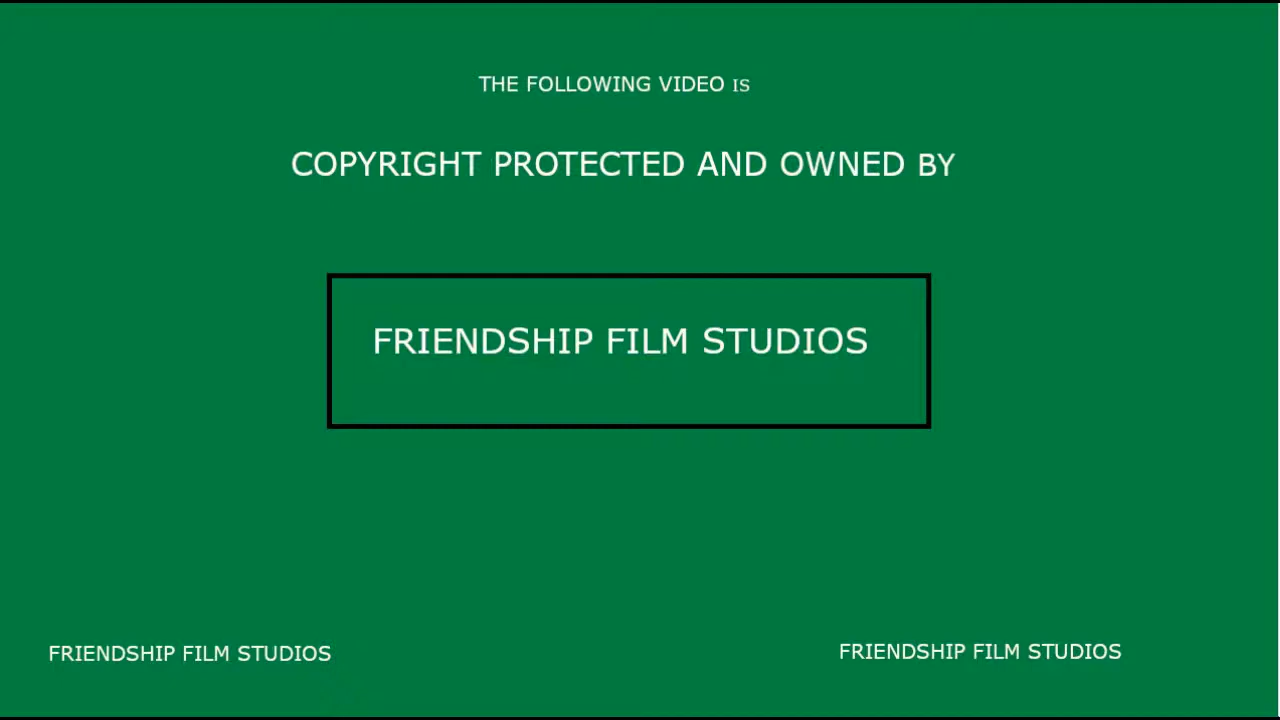 THE FOLLOWING VIDEO IS
COPYRIGHT PROTECTED AND OWNED BY
FRIENDSHIP FILM STUDIOS
FRIENDSHIP FILM STUDIOS
FRIENDSHIP FILM STUDIOS